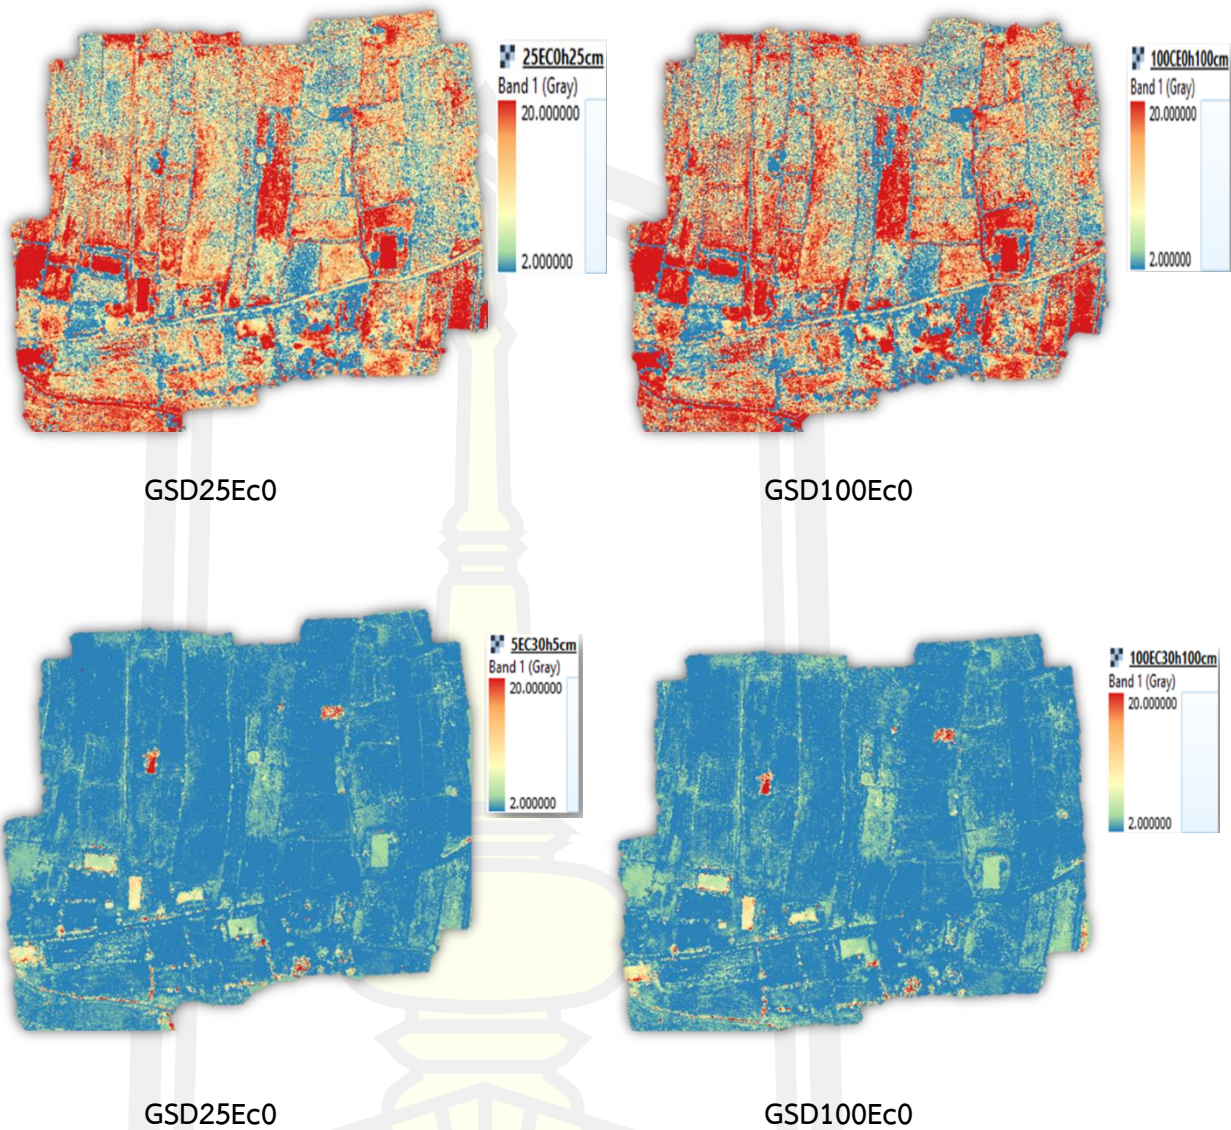 25EC0h25cm
Band 1 (Gray)
20.000000
2.000000
100CE0h100cm
Band 1 (Gray)
20.000000
2.000000
GSD25Ec0
GSD100Ec0
5EC30h5cm
Band 1 (Gray)
20.000000
2.000000
100EC30h100cm
Band 1 (Gray)
20.000000
2.000000
GSD25Ec0
GSD100Ec0